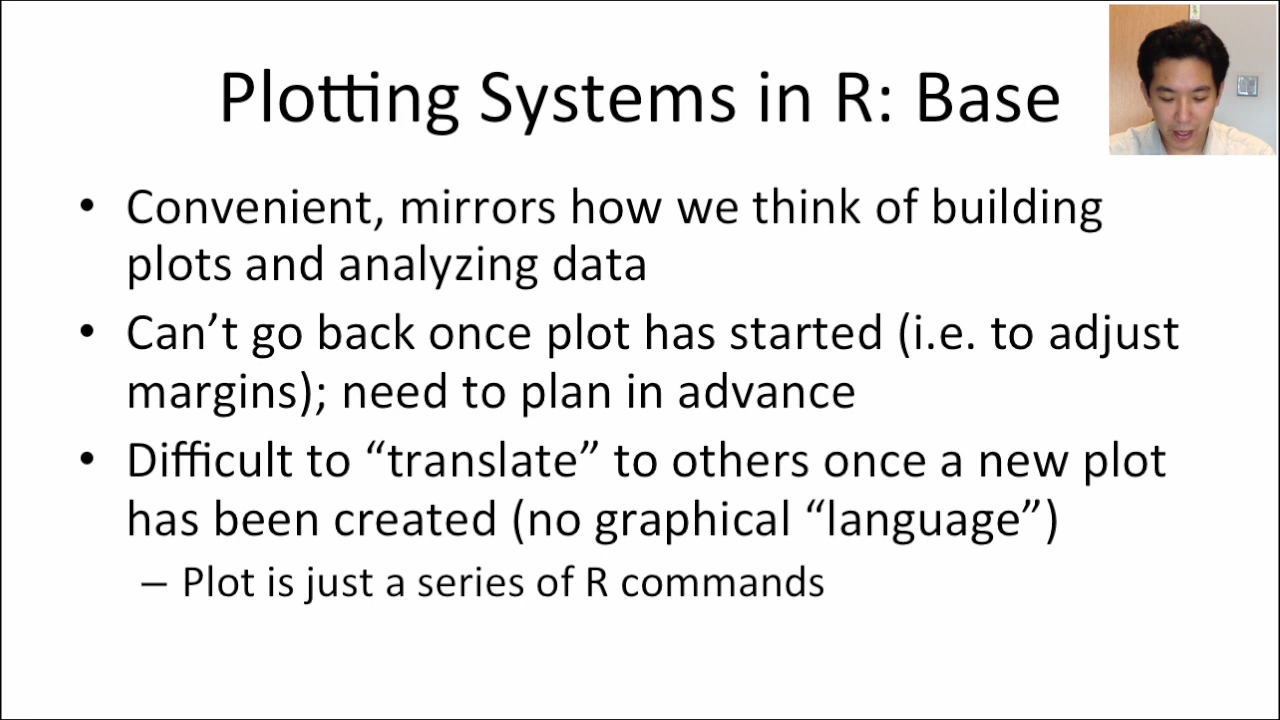 Plotting Systems in R: Base
• Convenient, mirrors how we think of building
plots and analyzing data
• Can’t go back once plot has started (i.e. to adjust
margins); need to plan in advance
• Difficult to “translate” to others once a new plot
has been created (no graphical “language”)
– Plot is just a series of R commands